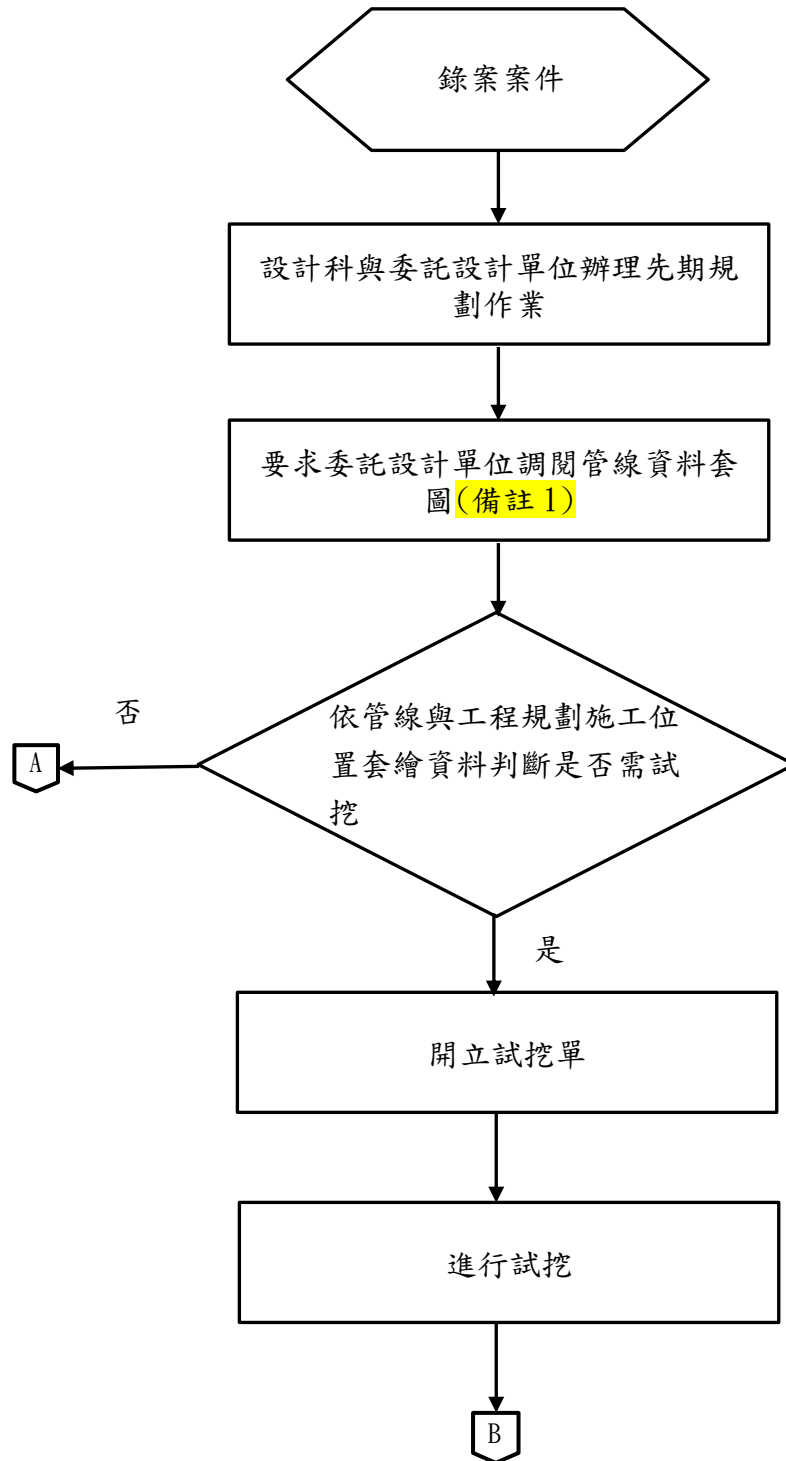 錄案案件
設計科與委託設計單位辦理先期規
劃作業
要求委託設計單位調閱管線資料套
圖(備註 1)
依管線與工程規劃施工位
置套繪資料判斷是否需試
挖
否
A
是
開立試挖單
進行試挖
B